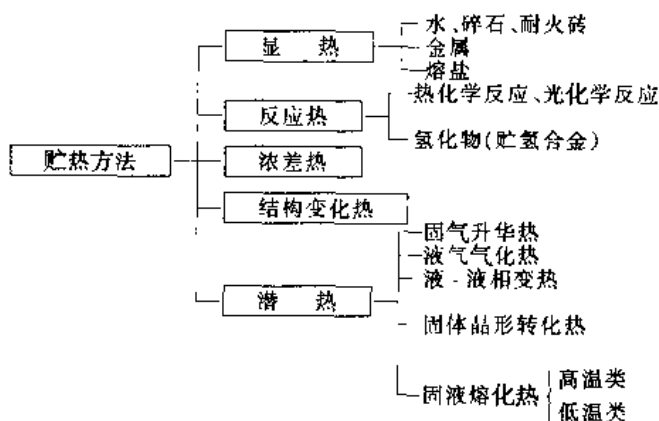 水、碎石、耐火砖
显 热
金属
熔盐
热化学反应、光化学反应
反应热
氢化物(贮氢合金)
贮热方法
浓差热
结构变化热
固气升华热
液气气化热
液-液相变热
潜 热
固体晶形转化热
高温类
固液熔化热
低温类